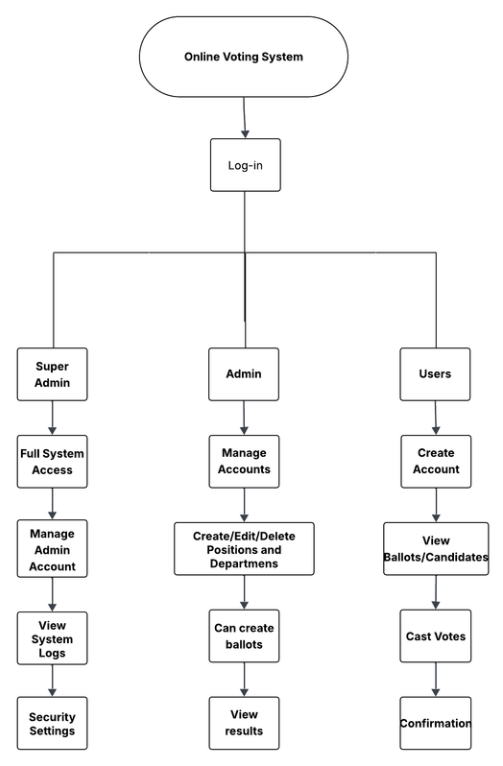 Online Voting System
Log-in
Super
Admin
Admin
Users
Full System
Access
Manage
Accounts
Create
Account
Manage
Admin
Account
Create/Edit/Delete
Positions and
Departmens
View
Ballots/Candidates
View
System
Logs
Can create
ballots
Cast Votes
Security
Settings
View
results
Confirmation